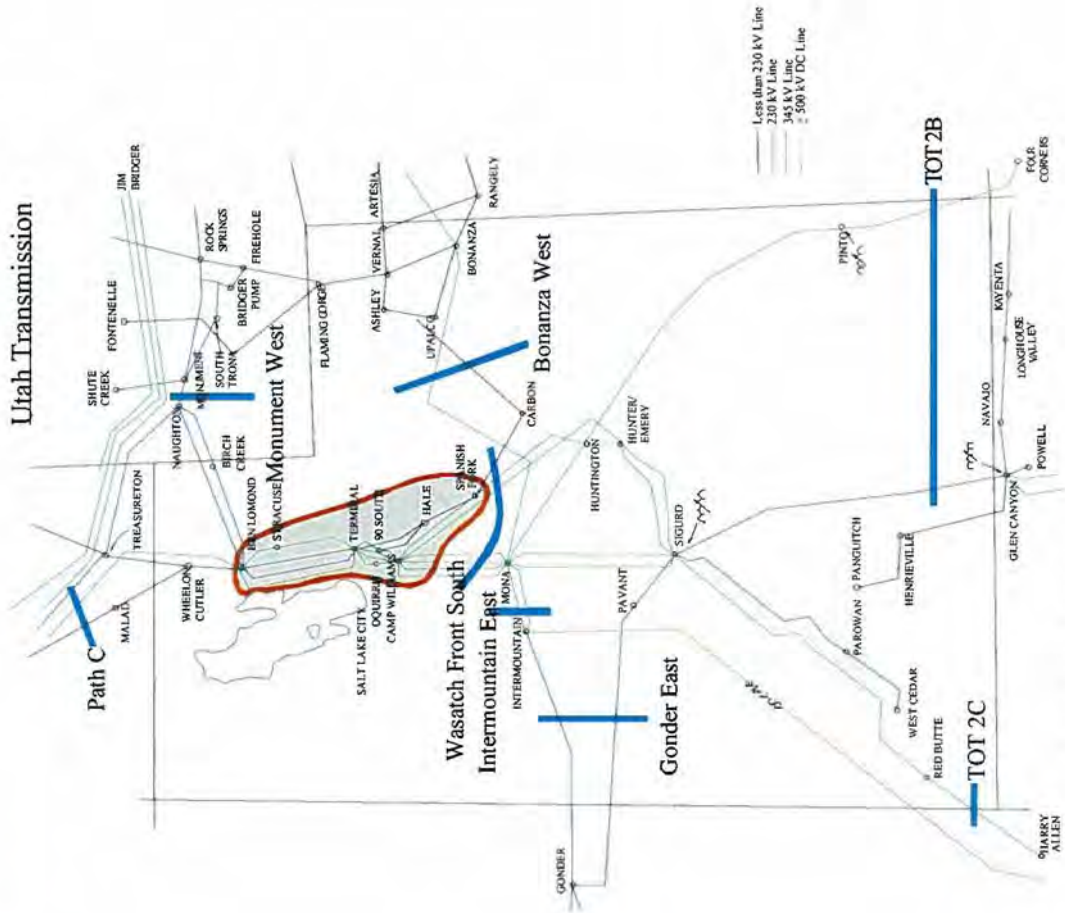 Utah Transmission
JIM
BRIDGER
FONTENELLE
SHUTE
CREEK
ROCK
SPRINGS
FIREHOLE
BRIDGER
PUMP
SOUTH
TRONA
MONUMENT
NAUGHTON
Monument West
BIRCH
CREEK
TREASURETON
Path C
MALAD
WHEELON
CUTLER
BEN LOMOND
SYRACUSE
TERMINAL
90 SOUTH
HALE
SPANISH
FORK
SALT LAKE CITY
OQUIRRH
CAMP WILLIAMS
FLAMING GORGE
ASHLEY
VERNAL
ARTESIA
UPALCO
BONANZA
RANGELY
Bonanza West
CARBON
Wasatch Front South
Intermountain East
MONA
INTERMOUNTAIN
HUNTINGTON
HUNTER/
EMERY
Gonder East
GONDER
PAVANT
SIGURD
PINTO
Less than 230 kV Line
230 kV Line
345 kV Line
500 kV DC Line
TOT 2B
FOUR
CORNERS
PAROWAN
PANGUITCH
HENRIEVILLE
WEST CEDAR
RED BUTTE
TOT 2C
HARRY
ALLEN
GLEN CANYON
POWELL
NAVAJO
LONGHOUSE
VALLEY
KAYENTA